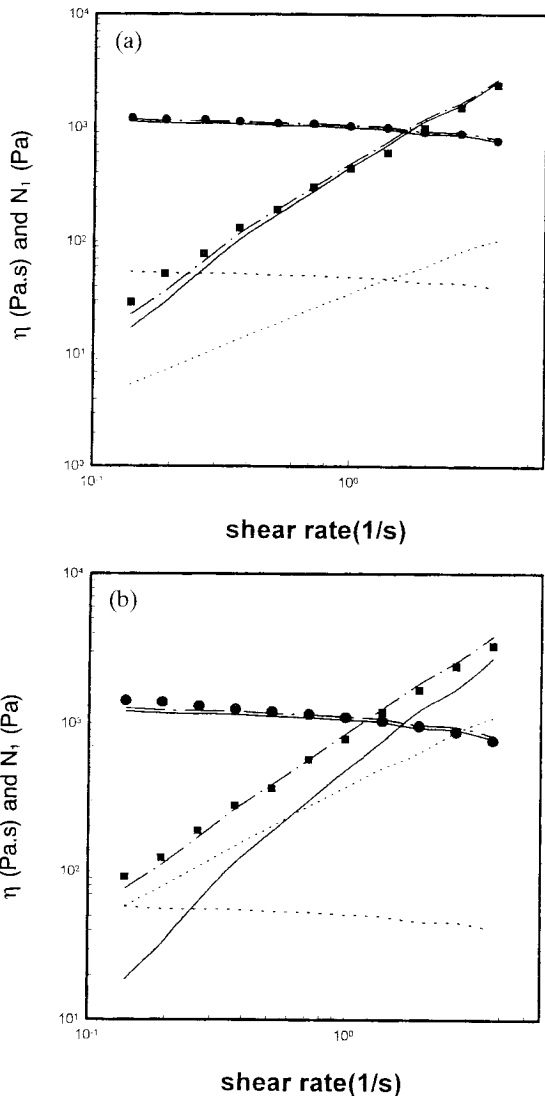 (a)
η (Pa.s) and N₁ (Pa)
10⁴
10³
10²
10¹
10⁰
10⁻¹
10⁰
shear rate(1/s)
(b)
η (Pa.s) and N₁ (Pa)
10⁴
10³
10²
10¹
10⁻¹
10⁰
shear rate(1/s)